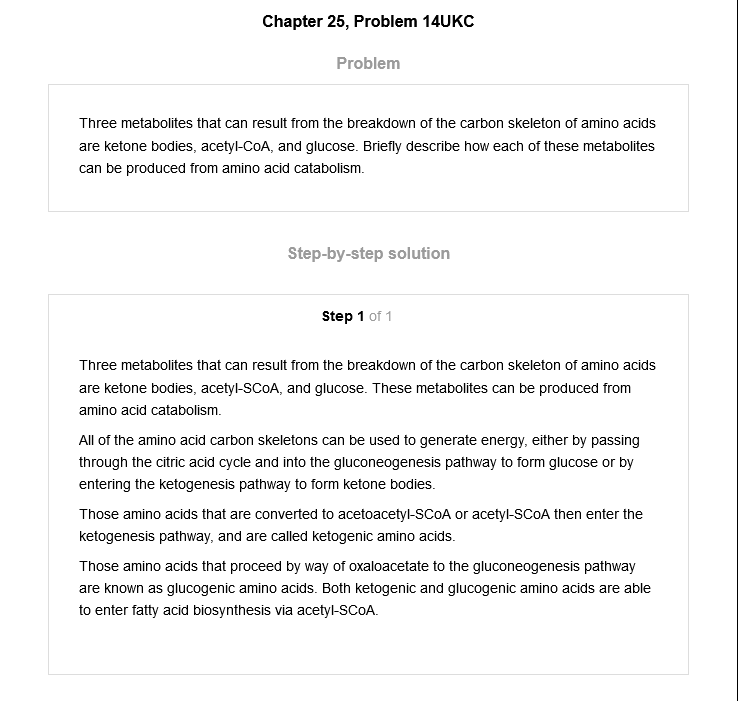 Chapter 25, Problem 14UKC
Problem
Three metabolites that can result from the breakdown of the carbon skeleton of amino acids
are ketone bodies, acetyl-CoA, and glucose. Briefly describe how each of these metabolites
can be produced from amino acid catabolism.
Step-by-step solution
Step 1 of 1
Three metabolites that can result from the breakdown of the carbon skeleton of amino acids
are ketone bodies, acetyl-SCoA, and glucose. These metabolites can be produced from
amino acid catabolism.
All of the amino acid carbon skeletons can be used to generate energy, either by passing
through the citric acid cycle and into the gluconeogenesis pathway to form glucose or by
entering the ketogenesis pathway to form ketone bodies.
Those amino acids that are converted to acetoacetyl-SCoA or acetyl-SCoA then enter the
ketogenesis pathway, and are called ketogenic amino acids.
Those amino acids that proceed by way of oxaloacetate to the gluconeogenesis pathway
are known as glucogenic amino acids. Both ketogenic and glucogenic amino acids are able
to enter fatty acid biosynthesis via acetyl-SCoA.